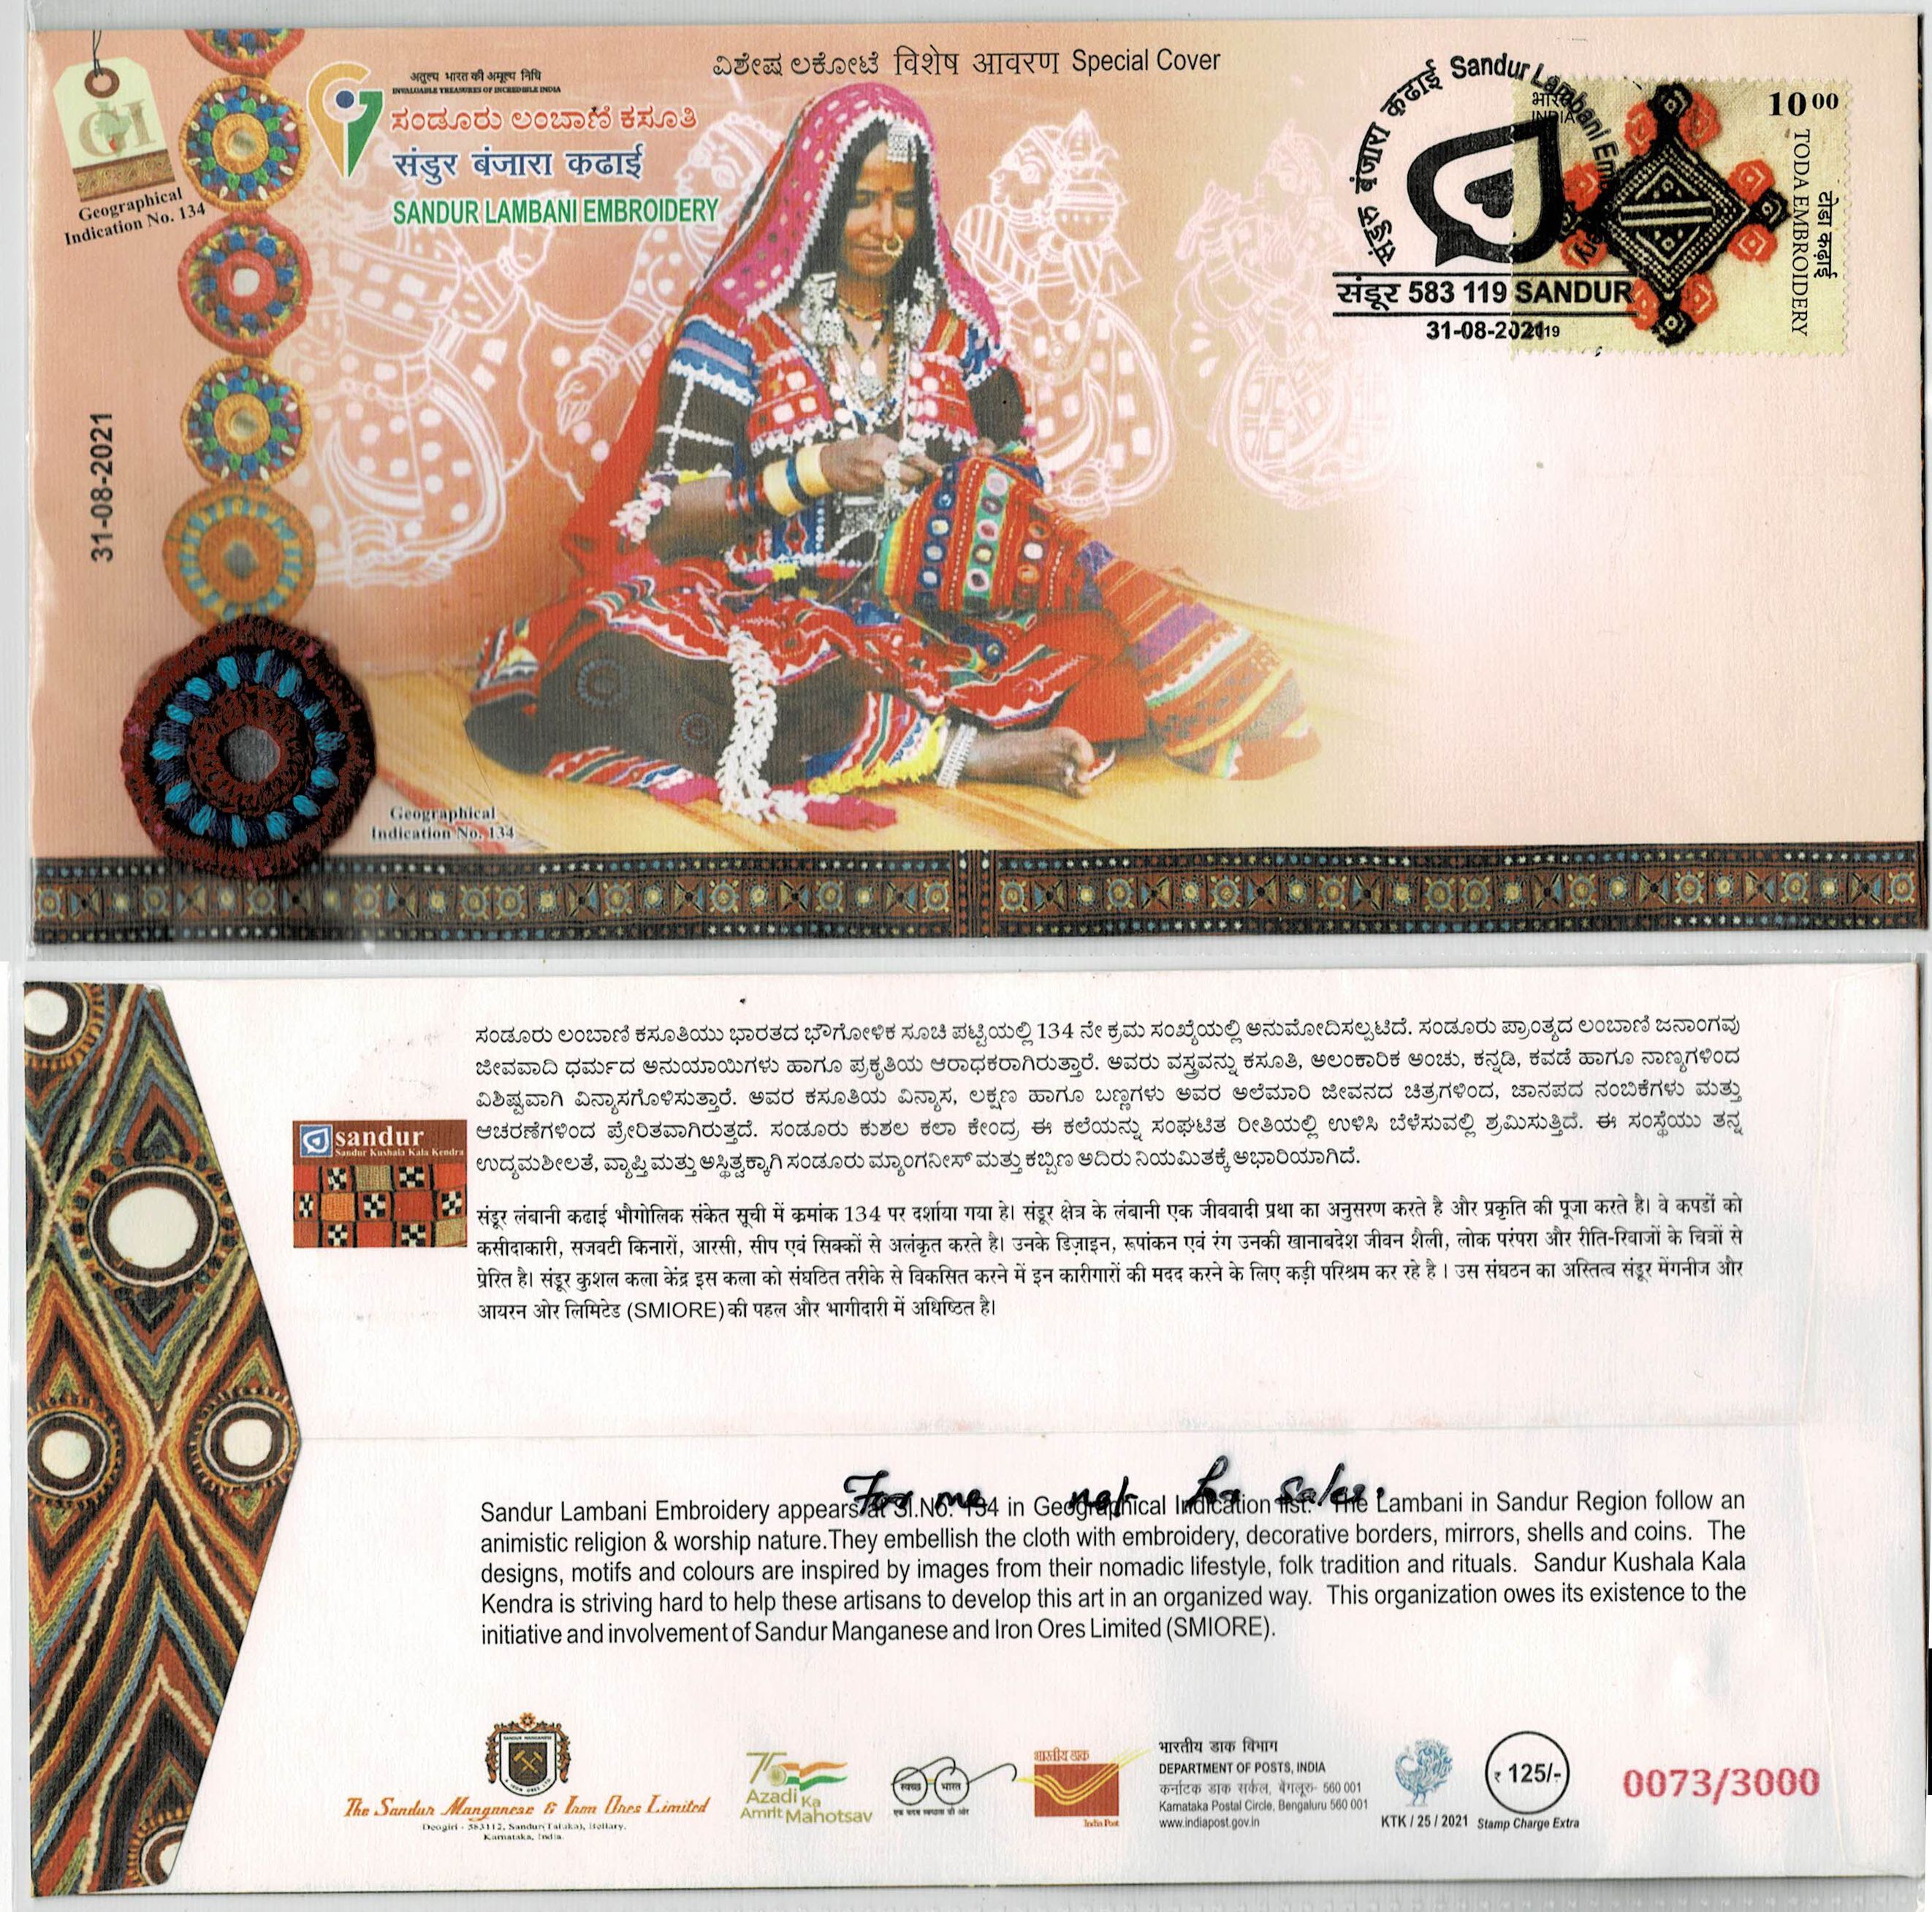 ವಿಶೇಷ ಲಕೋಟೆ विशेष आवरण Special Cover
अतुल्य भारत की अमूल्य निधि
INVALUABLE TREASURES OF INCREDIBLE INDIA
ಸಂಡೂರು ಲಂಬಾಣಿ ಕಸೂತಿ
संडुर बंजारा कढाई
SANDUR LAMBANI EMBROIDERY
GI
Geographical
Indication No. 134
31-08-2021
Geographical
Indication No. 134
संडुरु बंजारा कढाई Sandur Lambani Embroidery
संडूर 583 119 SANDUR
31-08-2021
भारत
INDIA
10 00
टोडा कढ़ाई
TODA EMBROIDERY
2019
ಸಂಡೂರು ಲಂಬಾಣಿ ಕಸೂತಿಯು ಭಾರತದ ಭೌಗೋಳಿಕ ಸೂಚಿ ಪಟ್ಟಿಯಲ್ಲಿ 134 ನೇ ಕ್ರಮ ಸಂಖ್ಯೆಯಲ್ಲಿ ಅನುಮೋದಿಸಲ್ಪಟಿದೆ. ಸಂಡೂರು ಪ್ರಾಂತ್ಯದ ಲಂಬಾಣಿ ಜನಾಂಗವು
ಜೀವವಾದಿ ಧರ್ಮದ ಅನುಯಾಯಿಗಳು ಹಾಗೂ ಪ್ರಕೃತಿಯ ಆರಾಧಕರಾಗಿರುತ್ತಾರೆ. ಅವರು ವಸ್ತ್ರವನ್ನು ಕಸೂತಿ, ಅಲಂಕಾರಿಕ ಅಂಚು, ಕನ್ನಡಿ, ಕವಡೆ ಹಾಗೂ ನಾಣ್ಯಗಳಿಂದ
ವಿಶಿಷ್ಟವಾಗಿ ವಿನ್ಯಾಸಗೊಳಿಸುತ್ತಾರೆ. ಅವರ ಕಸೂತಿಯ ವಿನ್ಯಾಸ, ಲಕ್ಷಣ ಹಾಗೂ ಬಣ್ಣಗಳು ಅವರ ಅಲೆಮಾರಿ ಜೀವನದ ಚಿತ್ರಗಳಿಂದ, ಜಾನಪದ ನಂಬಿಕೆಗಳು ಮತ್ತು
ಆಚರಣೆಗಳಿಂದ ಪ್ರೇರಿತವಾಗಿರುತ್ತದೆ. ಸಂಡೂರು ಕುಶಲ ಕಲಾ ಕೇಂದ್ರ ಈ ಕಲೆಯನ್ನು ಸಂಘಟಿತ ರೀತಿಯಲ್ಲಿ ಉಳಿಸಿ ಬೆಳೆಸುವಲ್ಲಿ ಶ್ರಮಿಸುತ್ತಿದೆ. ಈ ಸಂಸ್ಥೆಯು ತನ್ನ
ಉದ್ಯಮಶೀಲತೆ, ವ್ಯಾಪ್ತಿ ಮತ್ತು ಅಸ್ತಿತ್ವಕ್ಕಾಗಿ ಸಂಡೂರು ಮ್ಯಾಂಗನೀಸ್ ಮತ್ತು ಕಬ್ಬಿಣ ಅದಿರು ನಿಯಮಿತಕ್ಕೆ ಅಭಾರಿಯಾಗಿದೆ.
sandur
Sandur Kushala Kala Kendra
संडूर लंबानी कढाई भौगोलिक संकेत सूची में क्रमांक 134 पर दर्शाया गया हे। संडूर क्षेत्र के लंबानी एक जीववादी प्रथा का अनुसरण करते है और प्रकृति की पूजा करते है। वे कपडों को
कसीदाकारी, सजवटी किनारों, आरसी, सीप एवं सिक्कों से अलंकृत करते है। उनके डिज़ाइन, रूपांकन एवं रंग उनकी खानाबदेश जीवन शैली, लोक परंपरा और रीति-रिवाजों के चित्रों से
प्रेरित है। संडूर कुशल कला केंद्र इस कला को संघटित तरीके से विकसित करने में इन कारीगारों की मदद करने के लिए कड़ी परिश्रम कर रहे है । उस संघठन का अस्तित्व संडूर मेंगनीज और
आयरन ओर लिमिटेड (SMIORE) की पहल और भागीदारी में अधिष्ठित है।
For me not for sales.
Sandur Lambani Embroidery appears at Sl.No. 134 in Geographical Indication list. The Lambani in Sandur Region follow an
animistic religion & worship nature.They embellish the cloth with embroidery, decorative borders, mirrors, shells and coins. The
designs, motifs and colours are inspired by images from their nomadic lifestyle, folk tradition and rituals. Sandur Kushala Kala
Kendra is striving hard to help these artisans to develop this art in an organized way. This organization owes its existence to the
initiative and involvement of Sandur Manganese and Iron Ores Limited (SMIORE).
The Sandur Manganese & Iron Ores Limited
Deogiri - 583112, Sandur(Taluka), Bellary.
Karnataka, India.
75
Azadi Ka
Amrit Mahotsav
स्वच्छ भारत
एक कदम स्वच्छता की ओर
भारतीय डाक
India Post
भारतीय डाक विभाग
DEPARTMENT OF POSTS, INDIA
कर्नाटक डाक सर्कल, बेंगलूरु- 560 001
Karnataka Postal Circle, Bengaluru 560 001
www.indiapost.gov.in
KTK / 25 / 2021
₹ 125/-
Stamp Charge Extra
0073/3000